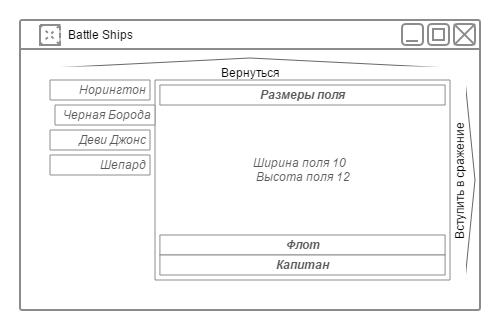 Battle Ships
Вернуться
Норингтон
Черная Борода
Деви Джонс
Шепард
Размеры поля
Ширина поля 10
Высота поля 12
Флот
Капитан
Вступить в сражение